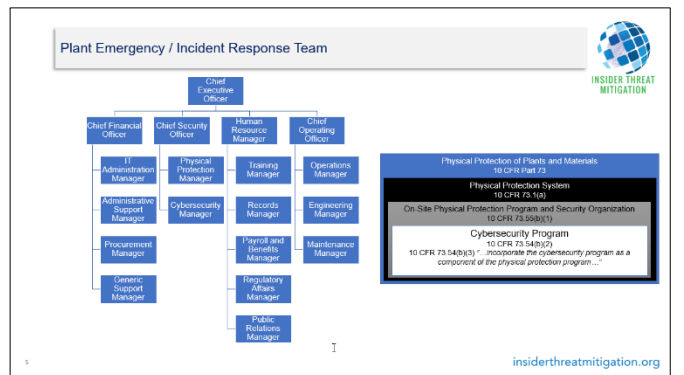 Plant Emergency / Incident Response Team
INSIDER THREAT
MITIGATION
Chief
Executive
Officer
Chief Financial
Officer
Chief Security
Officer
Human
Resource
Manager
Chief
Operating
Officer
IT
Administration
Manager
Physical
Protection
Manager
Training
Manager
Operations
Manager
Administrative
Support
Manager
Cybersecurity
Manager
Records
Manager
Engineering
Manager
Procurement
Manager
Payroll and
Benefits
Manager
Maintenance
Manager
Generic
Support
Manager
Regulatory
Affairs
Manager
Public
Relations
Manager
Physical Protection of Plants and Materials
10 CFR Part 73
Physical Protection System
10 CFR 73.1(a)
On-Site Physical Protection Program and Security Organization
10 CFR 73.55(b)(1)
Cybersecurity Program
10 CFR 73.54(b)(2)
10 CFR 73.54(b)(3) "…incorporate the cybersecurity program as a
component of the physical protection program…"
5
insiderthreatmitigation.org